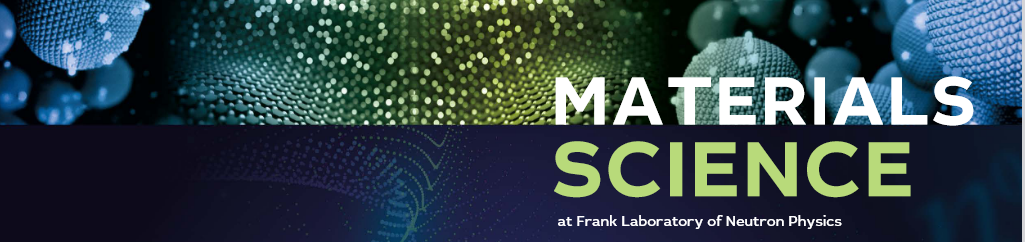 MATERIALS
SCIENCE
at Frank Laboratory of Neutron Physics